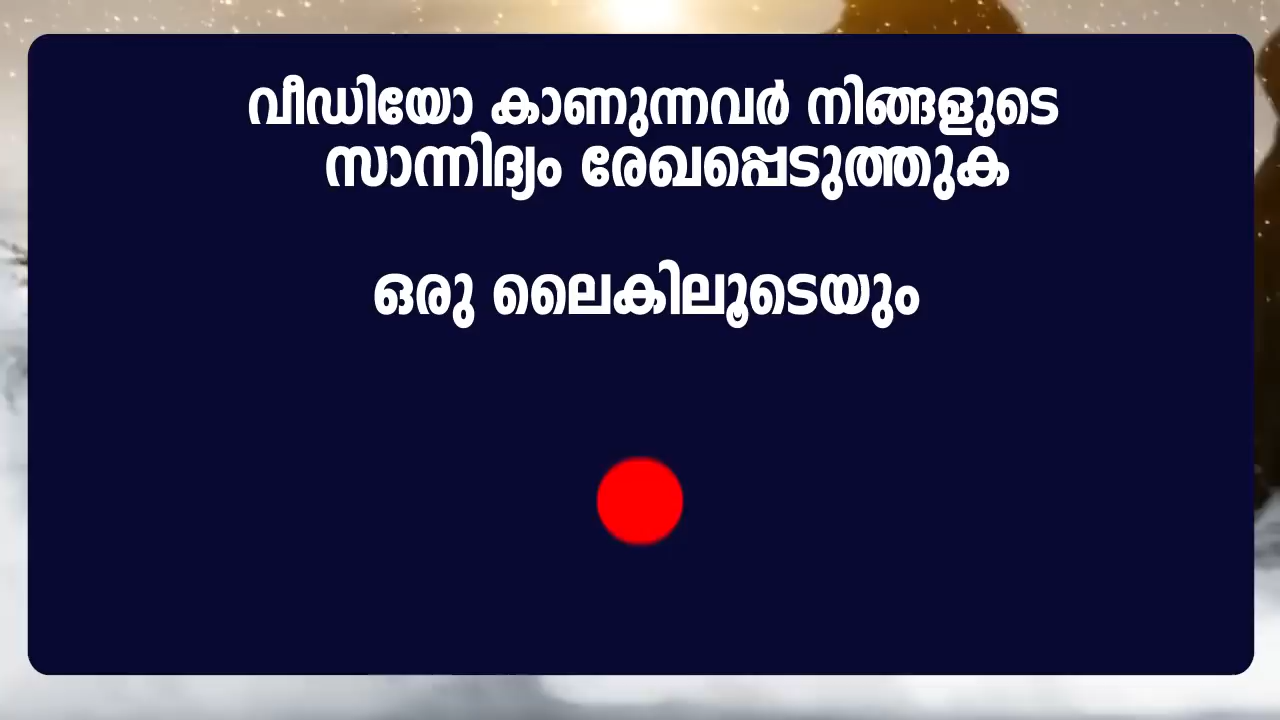 വീഡിയോ കാണുന്നവർ നിങ്ങളുടെ
സാന്നിദ്യം രേഖപ്പെടുത്തുക
ഒരു ലൈകിലൂടെയും